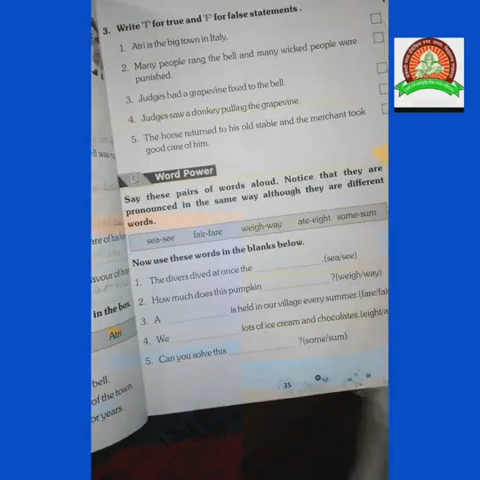 3. Write 'T' for true and 'F' for false statements.
1. Atri is the big town in Italy.
2. Many people rang the bell and many wicked people were
punished.
3. Judges had a grapevine fixed to the bell.
4. Judges saw a donkey pulling the grapevine.
5. The horse returned to his old stable and the merchant took
good care of him.
C Word Power
Say these pairs of words aloud. Notice that they are
pronounced in the same way although they are different
words.
sea-see fair-fare weigh-way ate-eight some-sum
Now use these words in the blanks below.
1. The divers dived at once the .(sea/see)
2. How much does this pumpkin ?(weigh/way)
3. A is held in our village every summer.(fare/fai
4. We lots of ice cream and chocolates.(eight/a
5. Can you solve this ?(some/sum)
35
in the box.
Atri
bell.
of the town.
or years.